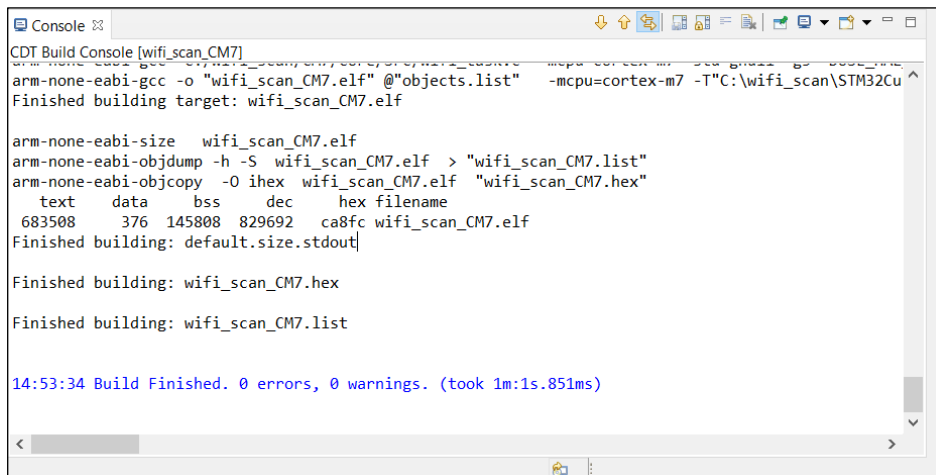 Console
CDT Build Console [wifi_scan_CM7]
arm-none-eabi-gcc -o "wifi_scan_CM7.elf" @"objects.list"   -mcpu=cortex-m7 -T"C:\wifi_scan\STM32Cu
Finished building target: wifi_scan_CM7.elf
arm-none-eabi-size   wifi_scan_CM7.elf
arm-none-eabi-objdump -h -S  wifi_scan_CM7.elf  > "wifi_scan_CM7.list"
arm-none-eabi-objcopy  -O ihex  wifi_scan_CM7.elf  "wifi_scan_CM7.hex"
   text    data     bss     dec     hex filename
 683508     376  145808  829692   ca8fc wifi_scan_CM7.elf
Finished building: default.size.stdout
Finished building: wifi_scan_CM7.hex
Finished building: wifi_scan_CM7.list
14:53:34 Build Finished. 0 errors, 0 warnings. (took 1m:1s.851ms)